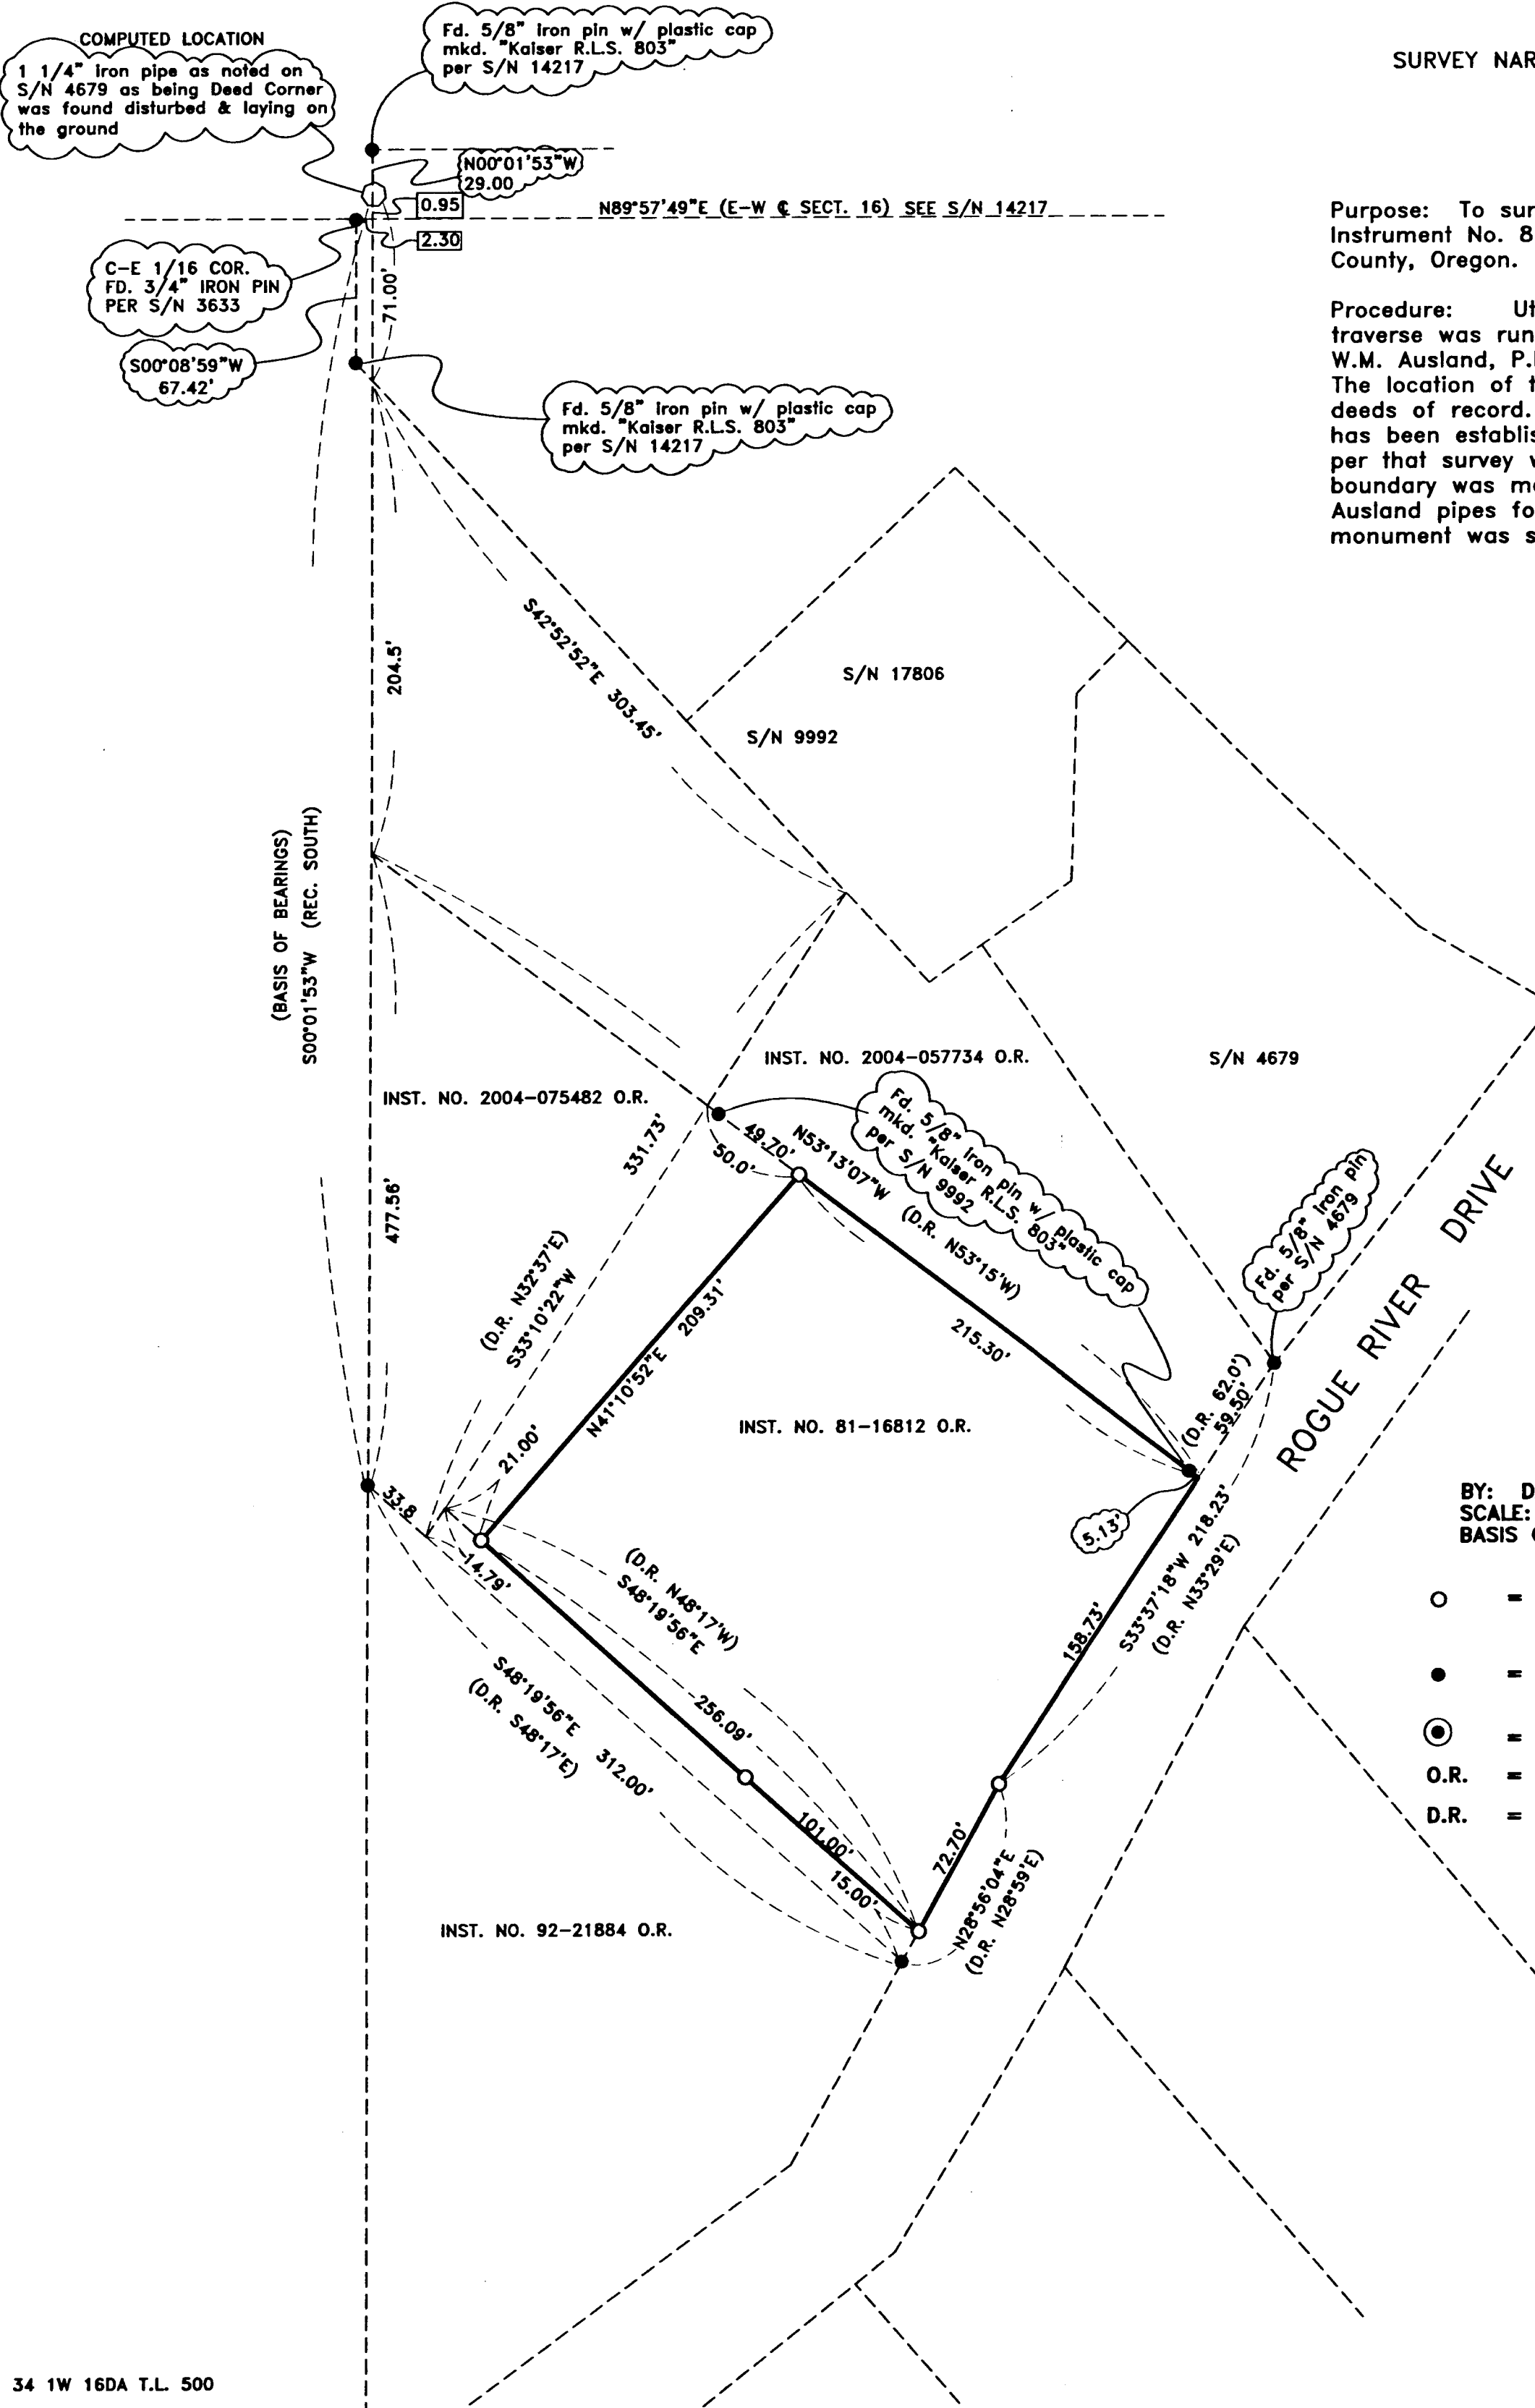 COMPUTED LOCATION
1 1/4" iron pipe as noted on
S/N 4679 as being Deed Corner
was found disturbed & laying on
the ground
Fd. 5/8" iron pin w/ plastic cap
mkd. "Kaiser R.L.S. 803"
per S/N 14217
SURVEY NAR
N00°01'53"W
29.00
0.95
N89°57'49"E (E-W ℄ SECT. 16) SEE S/N 14217
2.30
C-E 1/16 COR.
FD. 3/4" IRON PIN
PER S/N 3633
71.00'
S00°08'59"W
67.42'
Fd. 5/8" iron pin w/ plastic cap
mkd. "Kaiser R.L.S. 803"
per S/N 14217
Purpose: To sur
Instrument No. 8
County, Oregon.
Procedure: Ut
traverse was run
W.M. Ausland, P.
The location of t
deeds of record.
has been establis
per that survey v
boundary was m
Ausland pipes fo
monument was s
204.5'
S42°52'52"E 303.45'
S/N 17806
S/N 9992
(BASIS OF BEARINGS)
S00°01'53"W (REC. SOUTH)
INST. NO. 2004-057734 O.R.
S/N 4679
INST. NO. 2004-075482 O.R.
331.73'
49.70'
50.0'
N53°13'07"W (D.R. N53°15'W)
215.30'
Fd. 5/8" iron pin w/ plastic cap
mkd. "Kaiser R.L.S. 803"
per S/N 9992
Fd. 5/8" iron pin
per S/N 4679
ROGUE RIVER DRIVE
477.56'
(D.R. N32°37'E)
S33°10'22"W
N41°10'52"E 209.31'
21.00'
INST. NO. 81-16812 O.R.
(D.R. 62.0')
59.50'
5.13'
33.8
14.79'
(D.R. N48°17'W)
S48°19'56"E
256.09'
S48°19'56"E 312.00'
(D.R. S48°17'E)
158.73'
S33°37'18"W 218.23'
(D.R. N33°29'E)
101.00'
15.00'
72.70'
N28°56'04"E
(D.R. N28°59'E)
INST. NO. 92-21884 O.R.
BY: D
SCALE:
BASIS
=
=
=
O.R. =
D.R. =
34 1W 16DA T.L. 500